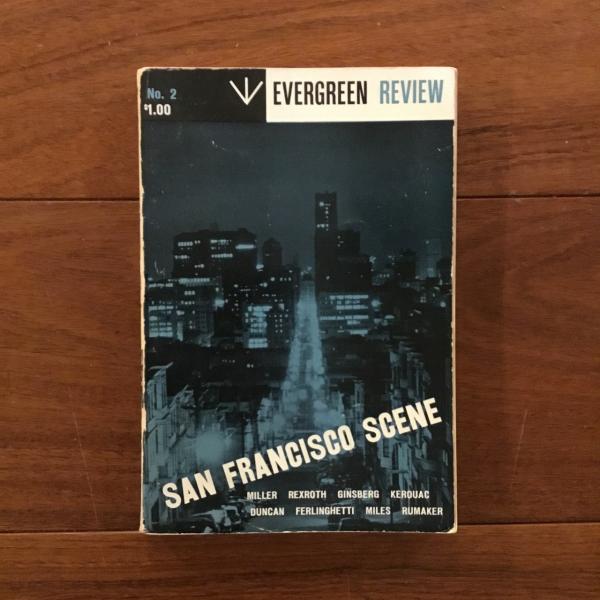 No. 2
$1.00
EVERGREEN REVIEW
SAN FRANCISCO SCENE
MILLER REXROTH GINSBERG KEROUAC
DUNCAN FERLINGHETTI MILES RUMAKER